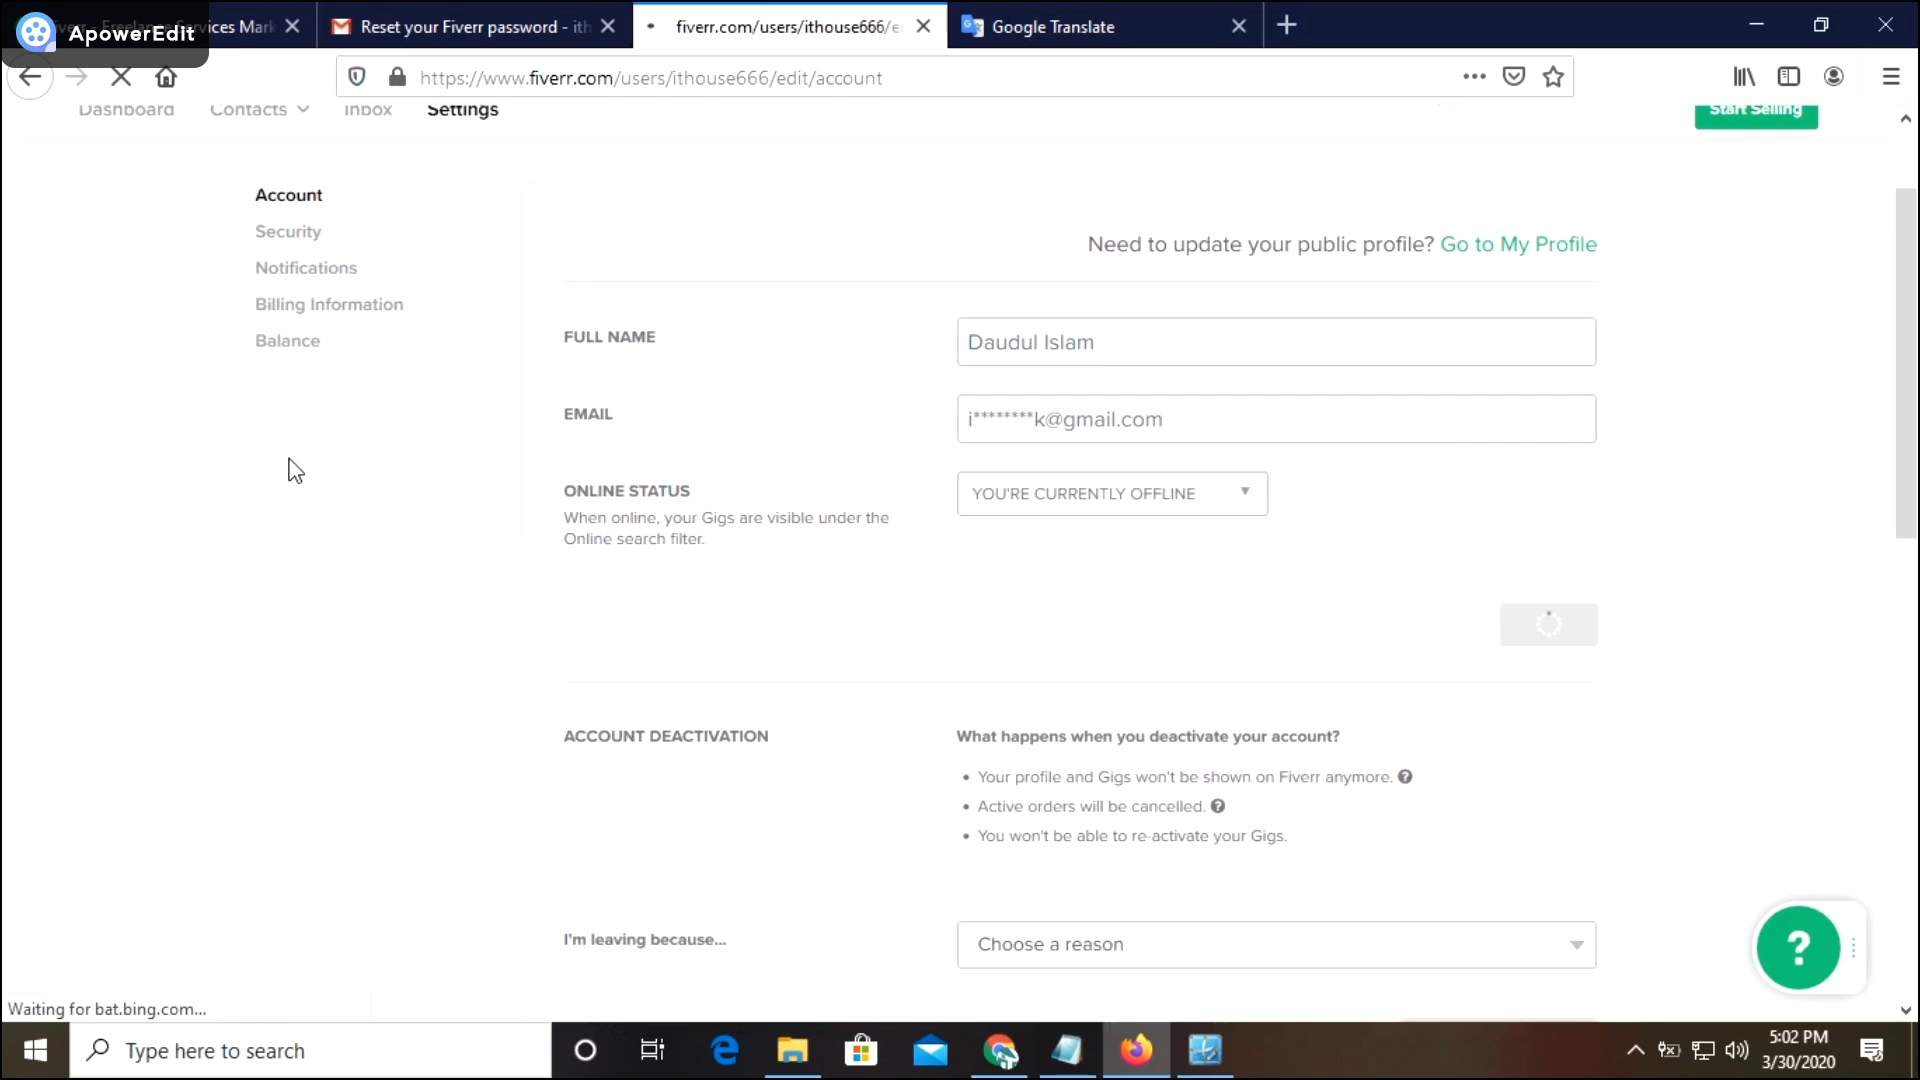 Fiverr - Freelance Services Mark
ApowerEdit
Reset your Fiverr password - ith
fiverr.com/users/ithouse666/e
Google Translate
https://www.fiverr.com/users/ithouse666/edit/account
Dashboard
Contacts
Inbox
Settings
Start Selling
Account
Security
Notifications
Billing Information
Balance
Need to update your public profile? Go to My Profile
FULL NAME
Daudul Islam
EMAIL
i********k@gmail.com
ONLINE STATUS
When online, your Gigs are visible under the
Online search filter.
YOU'RE CURRENTLY OFFLINE
ACCOUNT DEACTIVATION
What happens when you deactivate your account?
• Your profile and Gigs won't be shown on Fiverr anymore. ?
• Active orders will be cancelled. ?
• You won't be able to re-activate your Gigs.
I'm leaving because...
Choose a reason
?
Waiting for bat.bing.com...
Type here to search
5:02 PM
3/30/2020